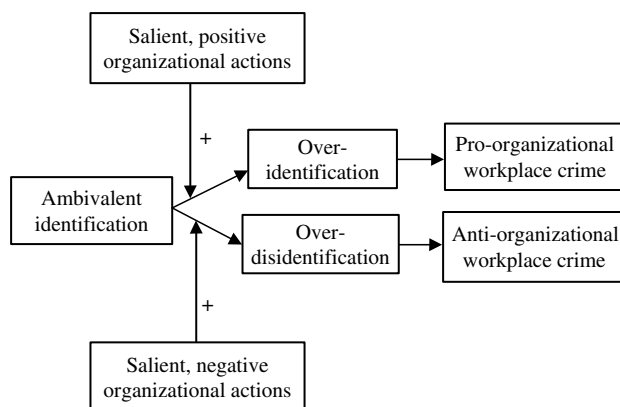 Salient, positive
organizational actions
+
Over-
identification
Pro-organizational
workplace crime
Ambivalent
identification
Over-
disidentification
Anti-organizational
workplace crime
+
Salient, negative
organizational actions